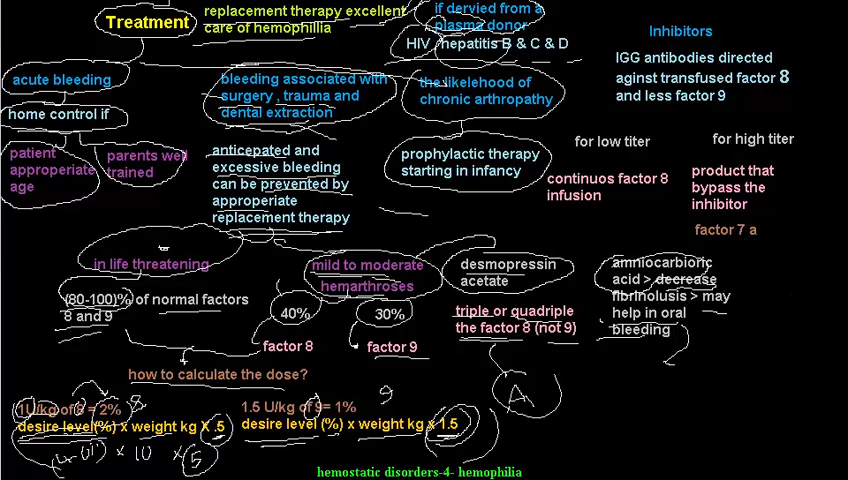 Treatment
replacement therapy excellent
care of hemophillia
if dervied from a
plasma donor
HIV , hepatitis B & C & D
Inhibitors
IGG antibodies directed
aginst transfused factor 8
and less factor 9
acute bleeding
home control if
patient
approperiate
age
parents well
trained
bleeding associated with
surgery , trauma and
dental extraction
anticepated and
excessive bleeding
can be prevented by
approperiate
replacement therapy
the likelehood of
chronic arthropathy
prophylactic therapy
starting in infancy
for low titer
continuos factor 8
infusion
for high titer
product that
bypass the
inhibitor
factor 7 a
in life threatening
(80-100)% of normal factors
8 and 9
mild to moderate
hemarthroses
40%
30%
factor 8
factor 9
desmopressin
acetate
triple or quadriple
the factor 8 (not 9)
A
amniocarbioric
acid > decrease
fibrinolusis > may
help in oral
bleeding
how to calculate the dose?
1U/kg of 8 = 2%
8
desire level(%) x weight kg X .5
x 10 x 5
9
1.5 U/kg of 9= 1%
desire level (%) x weight kg x 1.5
hemostatic disorders-4- hemophilia